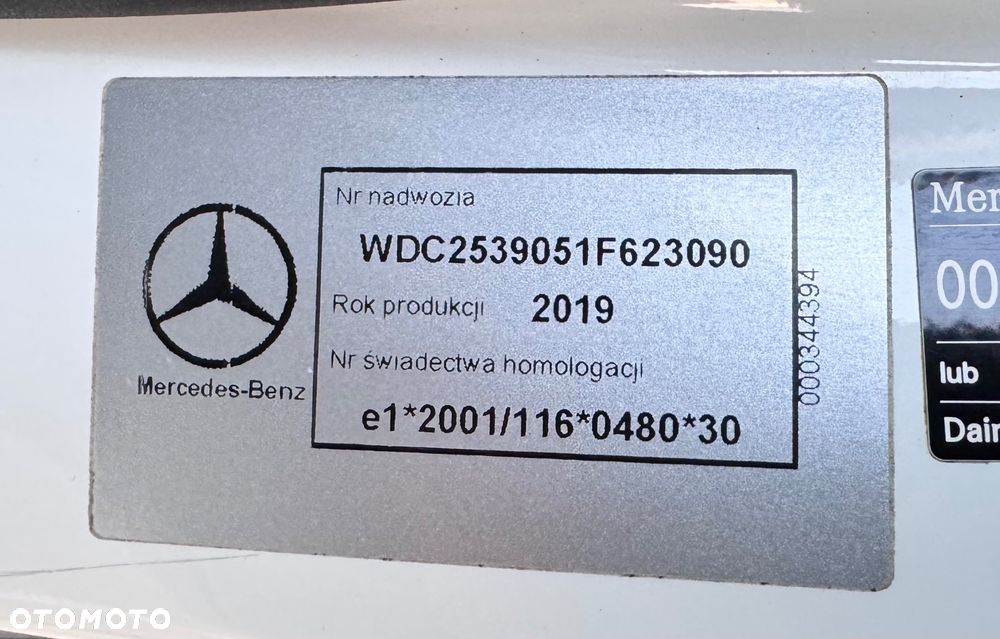 Nr nadwozia
WDC2539051F623090
Rok produkcji 2019
Nr świadectwa homologacji
e1*2001/116*0480*30
Mercedes-Benz
000344394
lub
OTOMOTO